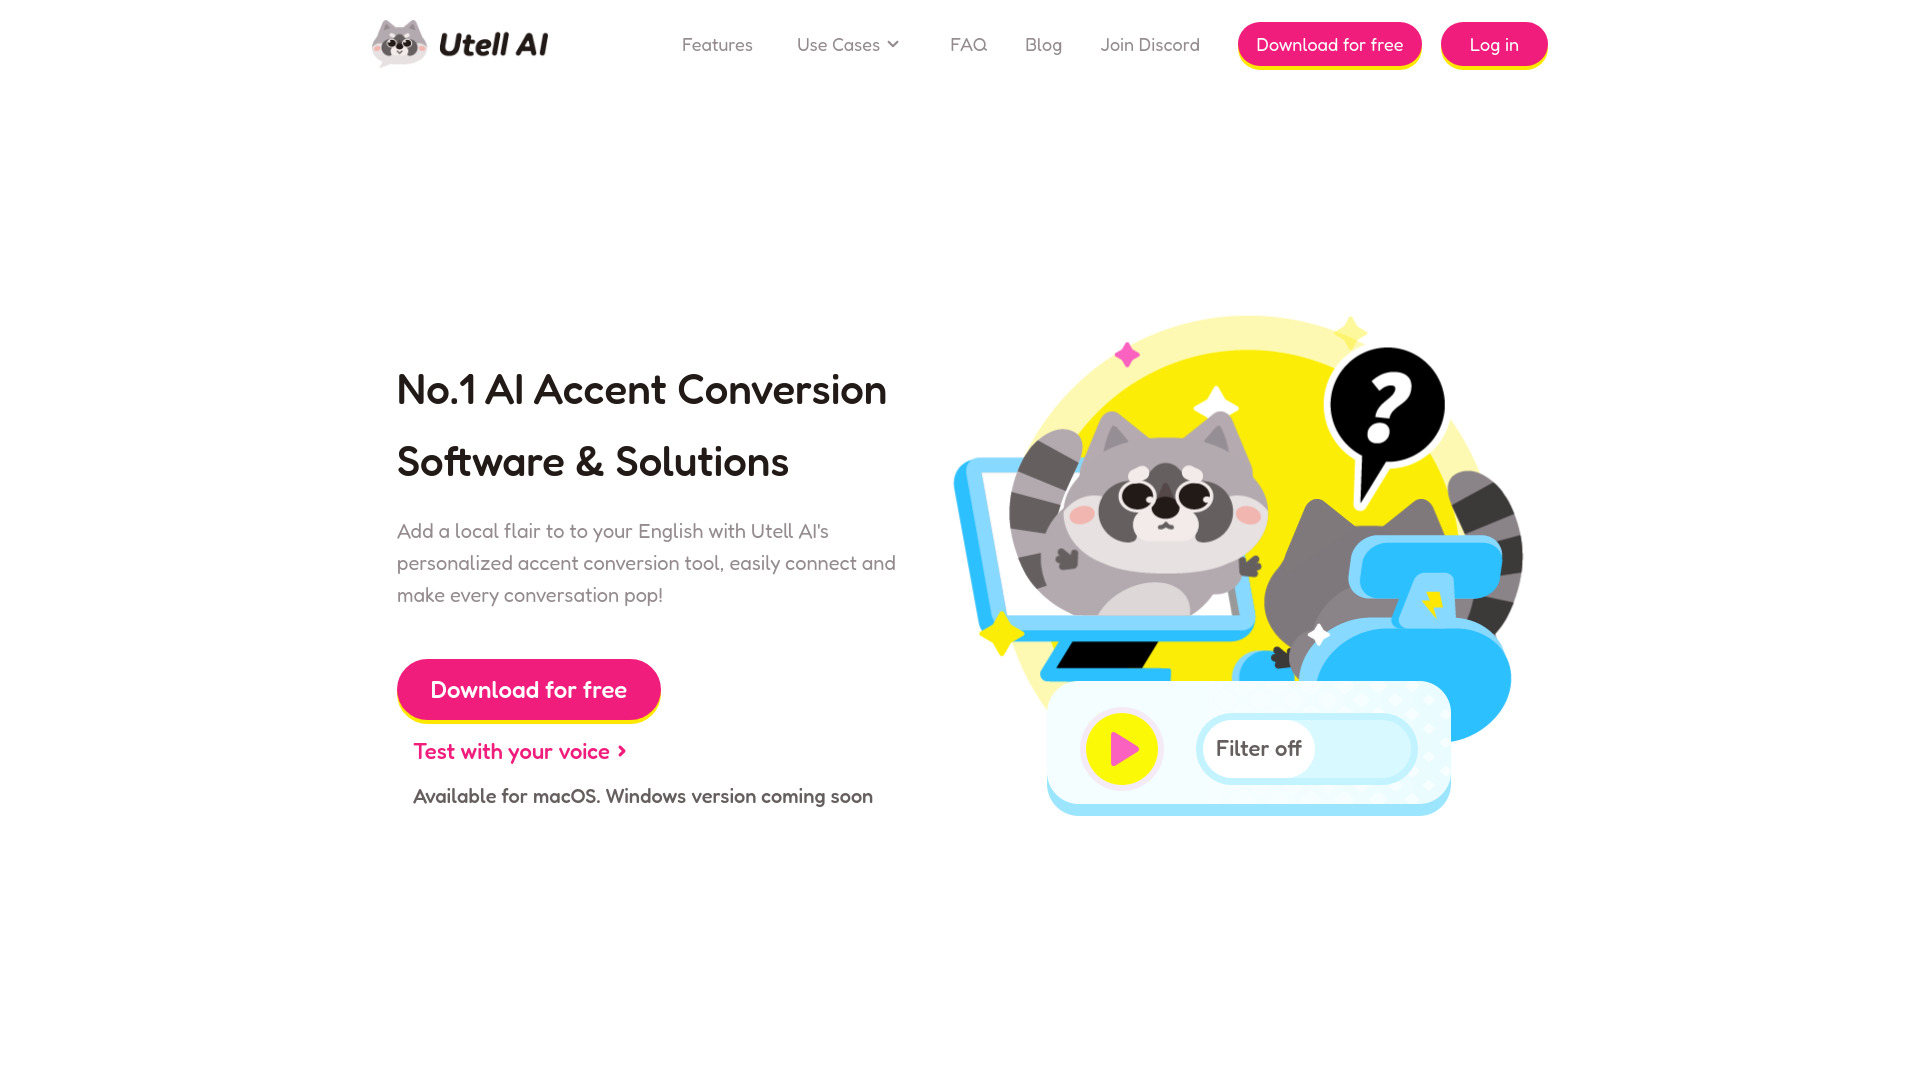 Utell AI
Features
Use Cases
FAQ
Blog
Join Discord
Download for free
Log in
No.1 AI Accent Conversion
Software & Solutions
Add a local flair to to your English with Utell AI's
personalized accent conversion tool, easily connect and
make every conversation pop!
Download for free
Test with your voice
Available for macOS. Windows version coming soon
?
Filter off